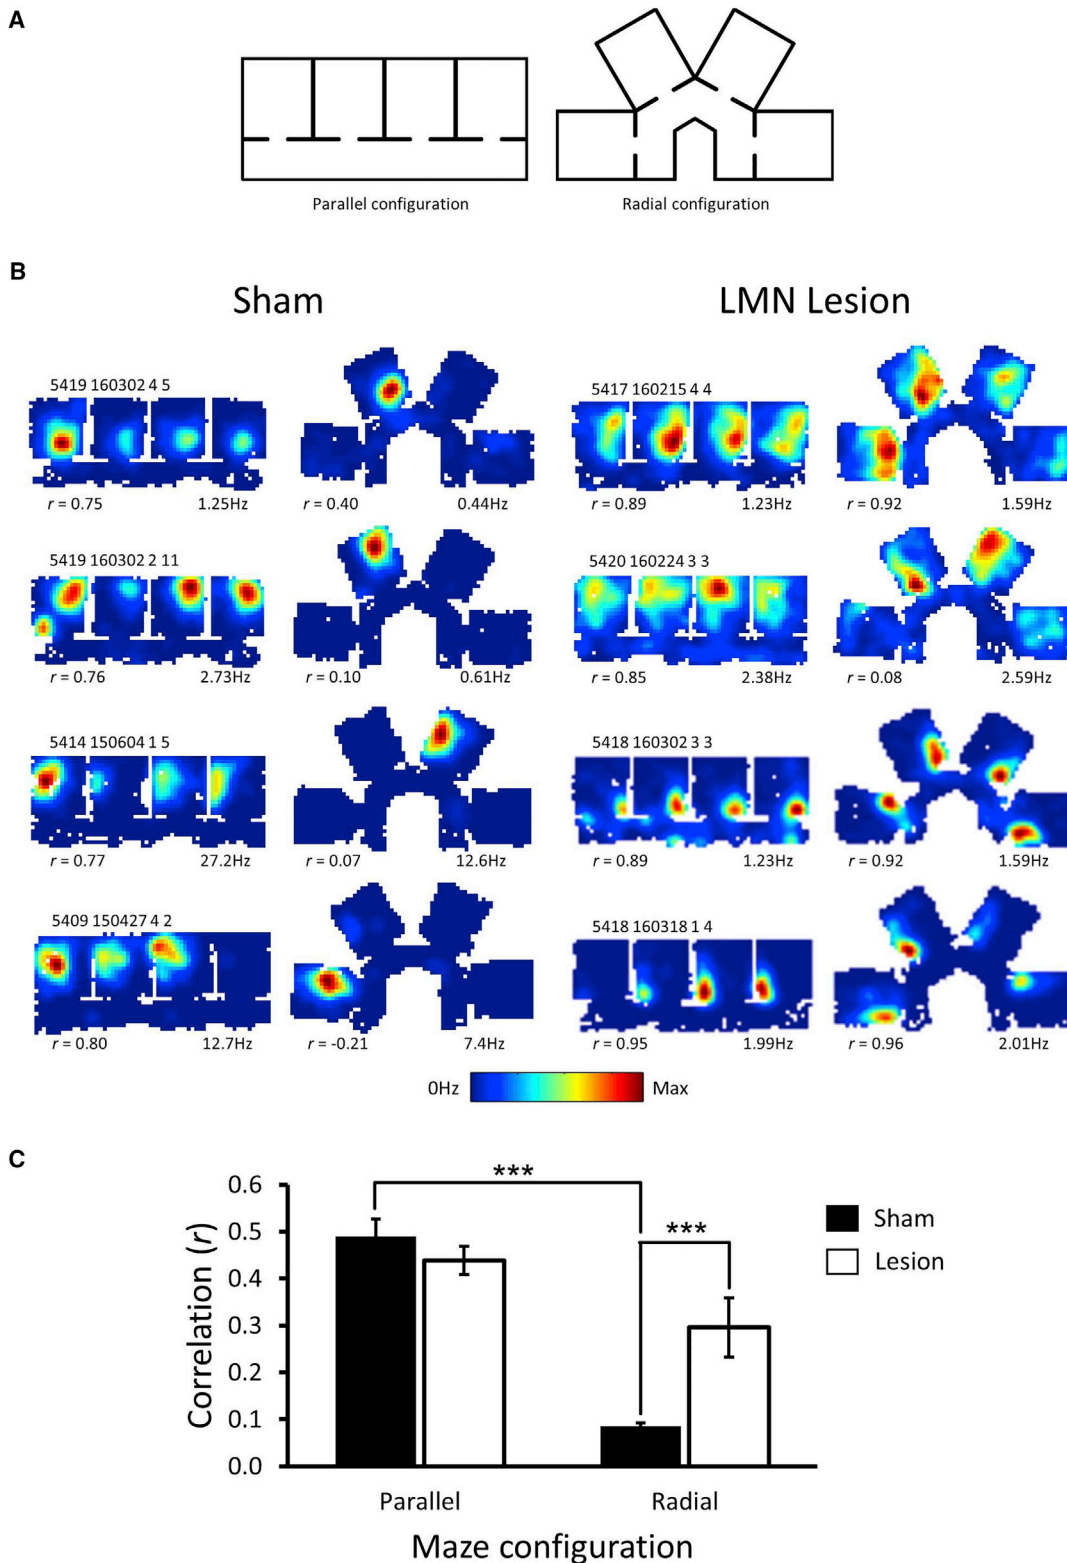 A
Parallel configuration
Radial configuration
B
Sham
LMN Lesion
5419 160302 4 5
r = 0.75
1.25Hz
r = 0.40
0.44Hz
5417 160215 4 4
r = 0.89
1.23Hz
r = 0.92
1.59Hz
5419 160302 2 11
r = 0.76
2.73Hz
r = 0.10
0.61Hz
5420 160224 3 3
r = 0.85
2.38Hz
r = 0.08
2.59Hz
5414 150604 1 5
r = 0.77
27.2Hz
r = 0.07
12.6Hz
5418 160302 3 3
r = 0.89
1.23Hz
r = 0.92
1.59Hz
5409 150427 4 2
r = 0.80
12.7Hz
r = -0.21
7.4Hz
5418 160318 1 4
r = 0.95
1.99Hz
r = 0.96
2.01Hz
0Hz
Max
C
***
***
Sham
Lesion
Correlation (r)
0.6
0.5
0.4
0.3
0.2
0.1
0.0
Parallel
Radial
Maze configuration